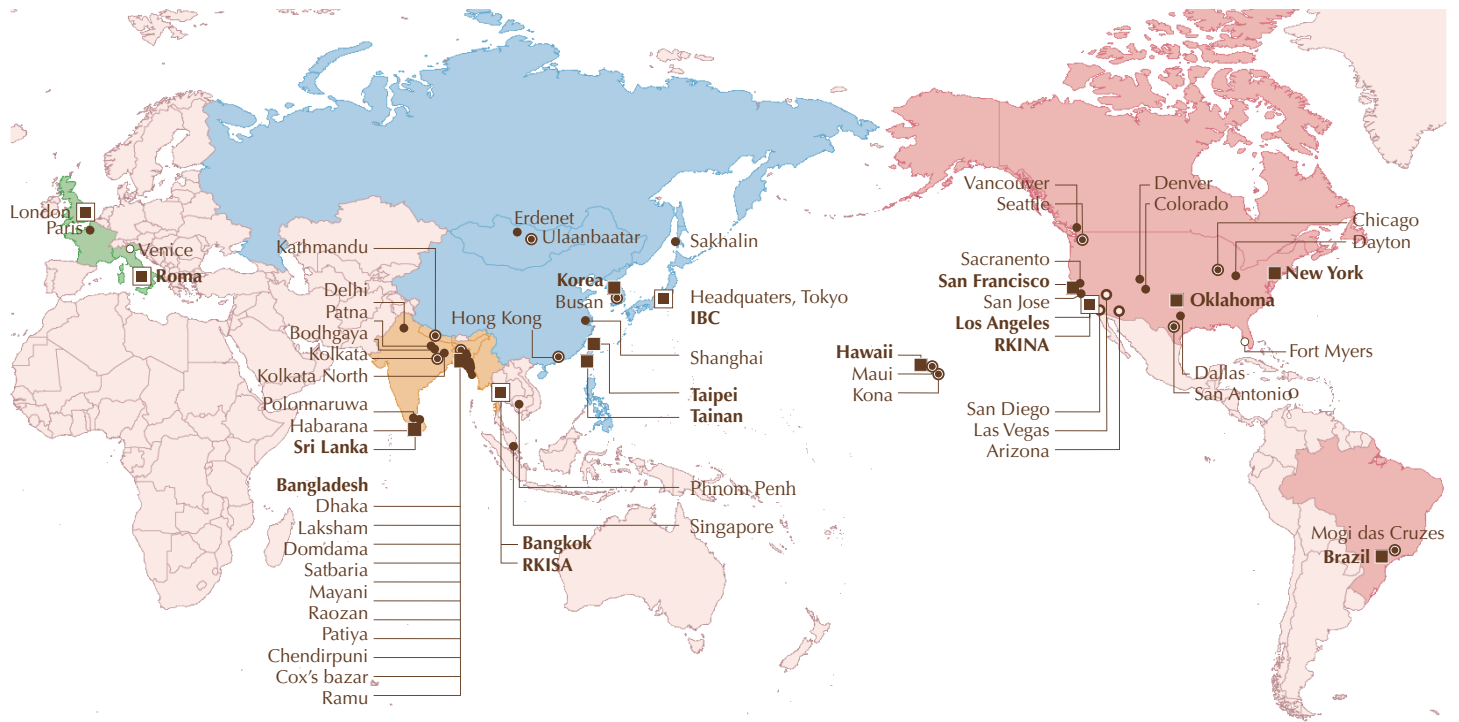 London
Paris
Venice
Roma
Kathmandu
Delhi
Patna
Bodhgaya
Kolkata
Kolkata North
Polonnaruwa
Habarana
Sri Lanka
Bangladesh
Dhaka
Laksham
Domdama
Satbaria
Mayani
Raozan
Patiya
Chendirpuni
Cox's bazar
Ramu
Erdenet
Ulaanbaatar
Sakhalin
Korea
Busan
Headquaters, Tokyo
IBC
Hong Kong
Shanghai
Taipei
Tainan
Phnom Penh
Singapore
Bangkok
RKISA
Hawaii
Maui
Kona
Vancouver
Seattle
Denver
Colorado
Chicago
Dayton
Sacranento
San Francisco
San Jose
Los Angeles
RKINA
New York
Oklahoma
Fort Myers
Dallas
San Antonio
San Diego
Las Vegas
Arizona
Mogi das Cruzes
Brazil